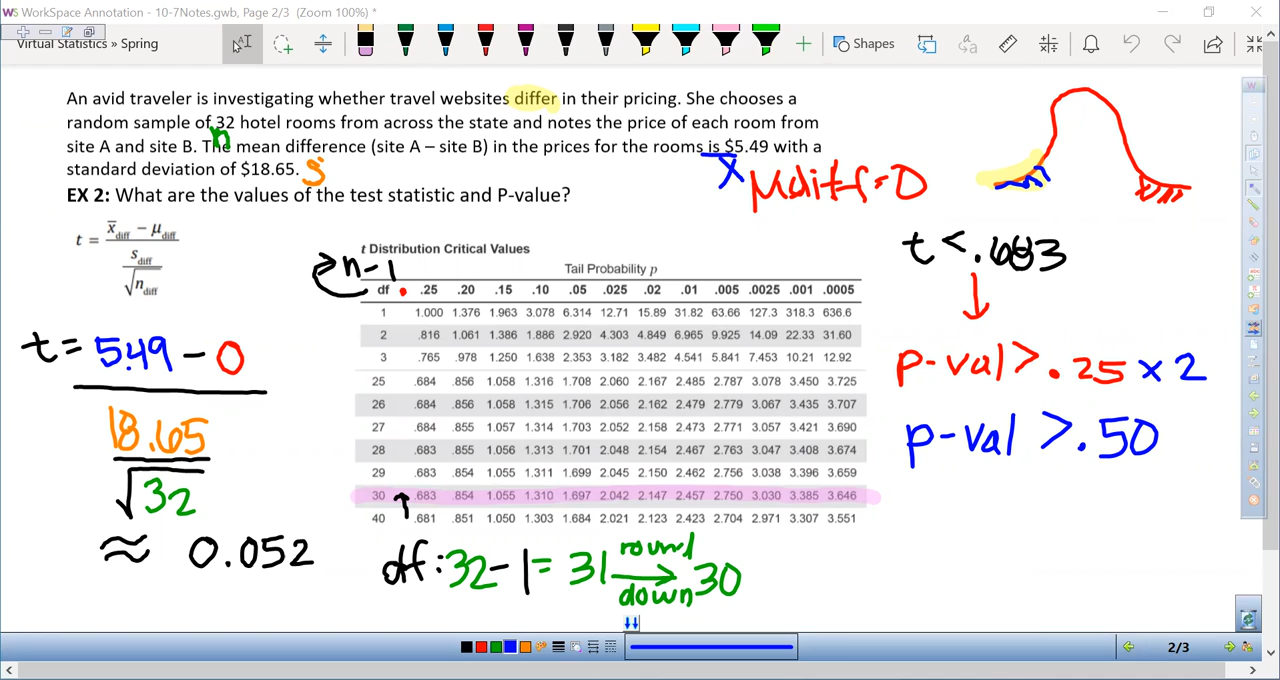 WS WorkSpace Annotation - 10-7Notes.gwb, Page 2/3 (Zoom 100%) *
Virtual Statistics » Spring
Shapes
An avid traveler is investigating whether travel websites differ in their pricing. She chooses a
random sample of 32 hotel rooms from across the state and notes the price of each room from
n
site A and site B. The mean difference (site A – site B) in the prices for the rooms is $5.49 with a
standard deviation of $18.65. s
x̄ μdiff = 0
EX 2: What are the values of the test statistic and P-value?
t = x̄diff − μdiff
sdiff
√ndiff
t Distribution Critical Values
n-1
Tail Probability p
df .25 .20 .15 .10 .05 .025 .02 .01 .005 .0025 .001 .0005
1 1.000 1.376 1.963 3.078 6.314 12.71 15.89 31.82 63.66 127.3 318.3 636.6
2 .816 1.061 1.386 1.886 2.920 4.303 4.849 6.965 9.925 14.09 22.33 31.60
3 .765 .978 1.250 1.638 2.353 3.182 3.482 4.541 5.841 7.453 10.21 12.92
25 .684 .856 1.058 1.316 1.708 2.060 2.167 2.485 2.787 3.078 3.450 3.725
26 .684 .856 1.058 1.315 1.706 2.056 2.162 2.479 2.779 3.067 3.435 3.707
27 .684 .855 1.057 1.314 1.703 2.052 2.158 2.473 2.771 3.057 3.421 3.690
28 .683 .855 1.056 1.313 1.701 2.048 2.154 2.467 2.763 3.047 3.408 3.674
29 .683 .854 1.055 1.311 1.699 2.045 2.150 2.462 2.756 3.038 3.396 3.659
30 .683 .854 1.055 1.310 1.697 2.042 2.147 2.457 2.750 3.030 3.385 3.646
40 .681 .851 1.050 1.303 1.684 2.021 2.123 2.423 2.704 2.971 3.307 3.551
t = 5.49 - 0
18.65
√32
≈ 0.052
df: 32-1 = 31 round down 30
t < .683
p-val > .25 x 2
p-val > .50
2/3